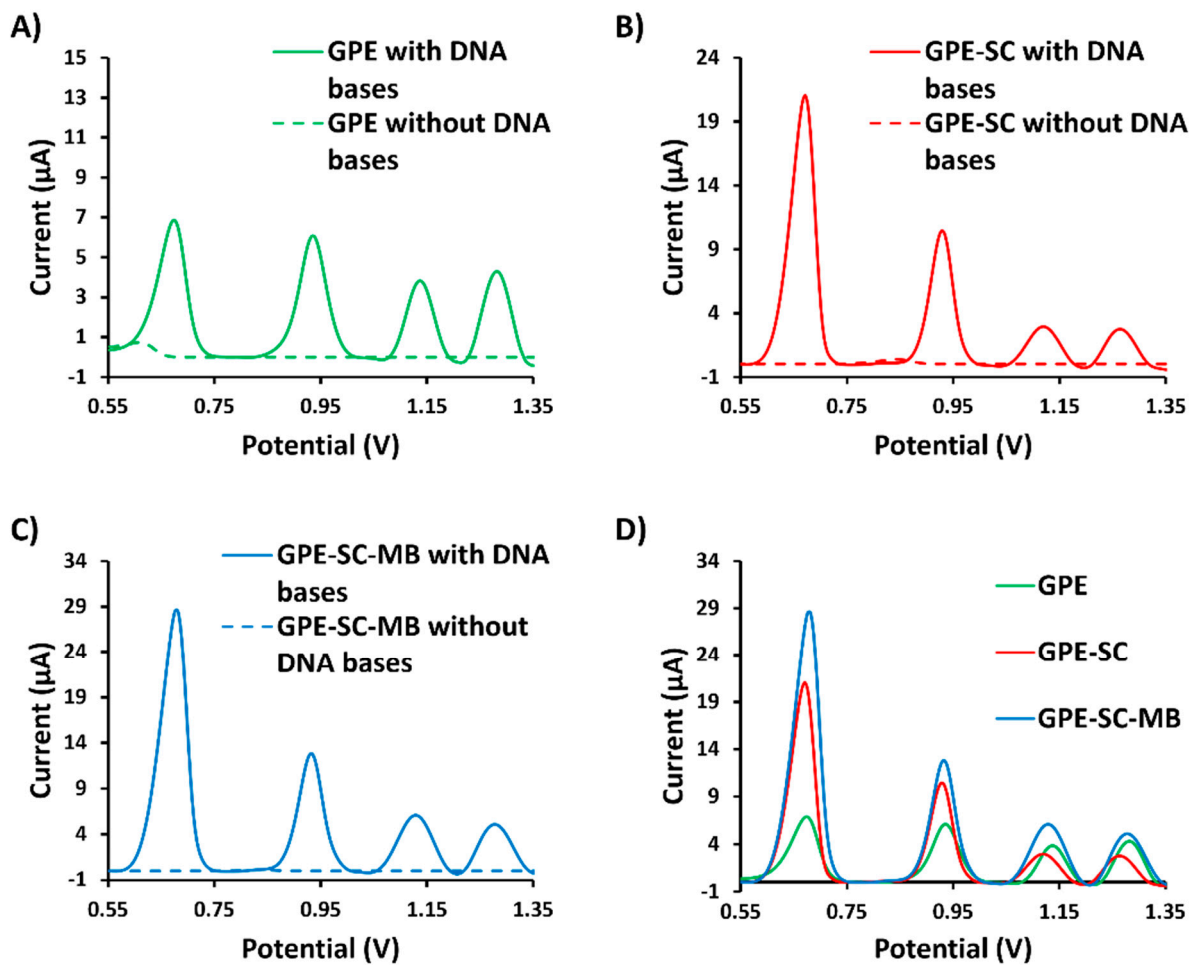 A)
GPE with DNA
bases
GPE without DNA
bases
15
13
11
9
7
5
3
1
-1
Current (µA)
0.55
0.75
0.95
1.15
1.35
Potential (V)
B)
GPE-SC with DNA
bases
GPE-SC without DNA
bases
24
19
14
9
4
-1
Current (µA)
0.55
0.75
0.95
1.15
1.35
Potential (V)
C)
GPE-SC-MB with DNA
bases
GPE-SC-MB without
DNA bases
34
29
24
19
14
9
4
-1
Current (µA)
0.55
0.75
0.95
1.15
1.35
Potential (V)
D)
GPE
GPE-SC
GPE-SC-MB
34
29
24
19
14
9
4
-1
Current (µA)
0.55
0.75
0.95
1.15
1.35
Potential (V)